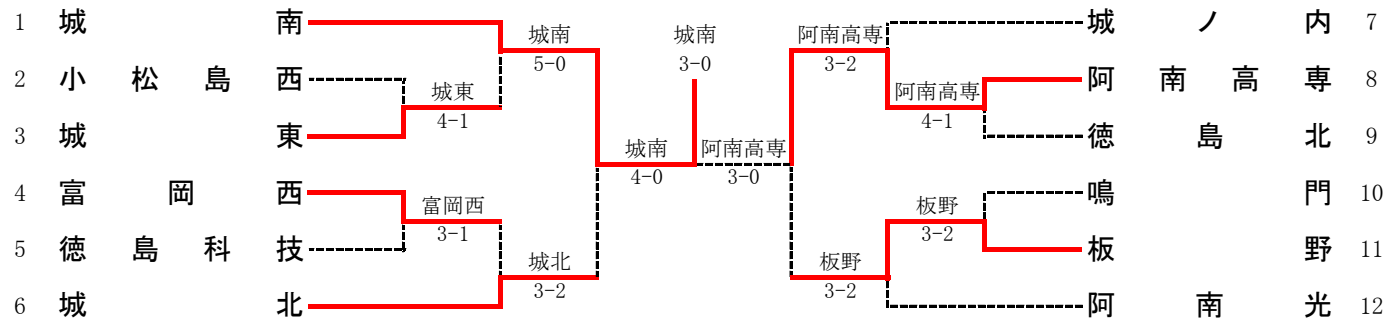 1 城南
2 小松島西
3 城東
4 富岡西
5 徳島科技
6 城北
城東
4-1
富岡西
3-1
城南
5-0
城北
3-2
城南
4-0
城南
3-0
阿南高専
3-0
阿南高専
3-2
板野
3-2
阿南高専
4-1
板野
3-2
城ノ内 7
阿南高専 8
徳島北 9
鳴門 10
板野 11
阿南光 12